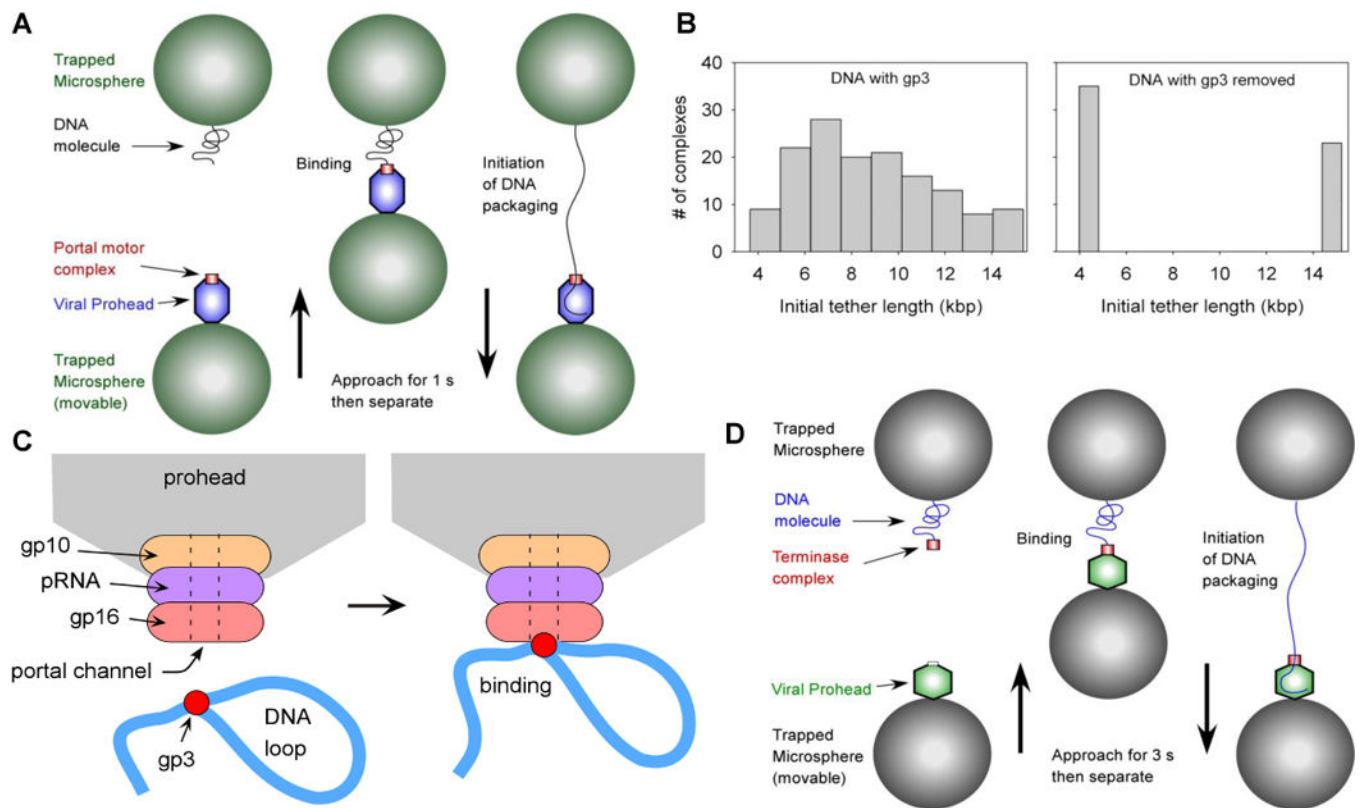 A
Trapped
Microsphere
DNA
molecule
Binding
Initiation
of DNA
packaging
Portal motor
complex
Viral Prohead
Trapped
Microsphere
(movable)
Approach for 1 s
then separate
B
DNA with gp3
DNA with gp3 removed
# of complexes
40
30
20
10
0
4 6 8 10 12 14
4 6 8 10 12 14
Initial tether length (kbp)
Initial tether length (kbp)
C
prohead
gp10
pRNA
gp16
portal channel
gp3
DNA
loop
binding
D
Trapped
Microsphere
DNA
molecule
Terminase
complex
Binding
Initiation
of DNA
packaging
Viral Prohead
Trapped
Microsphere
(movable)
Approach for 3 s
then separate